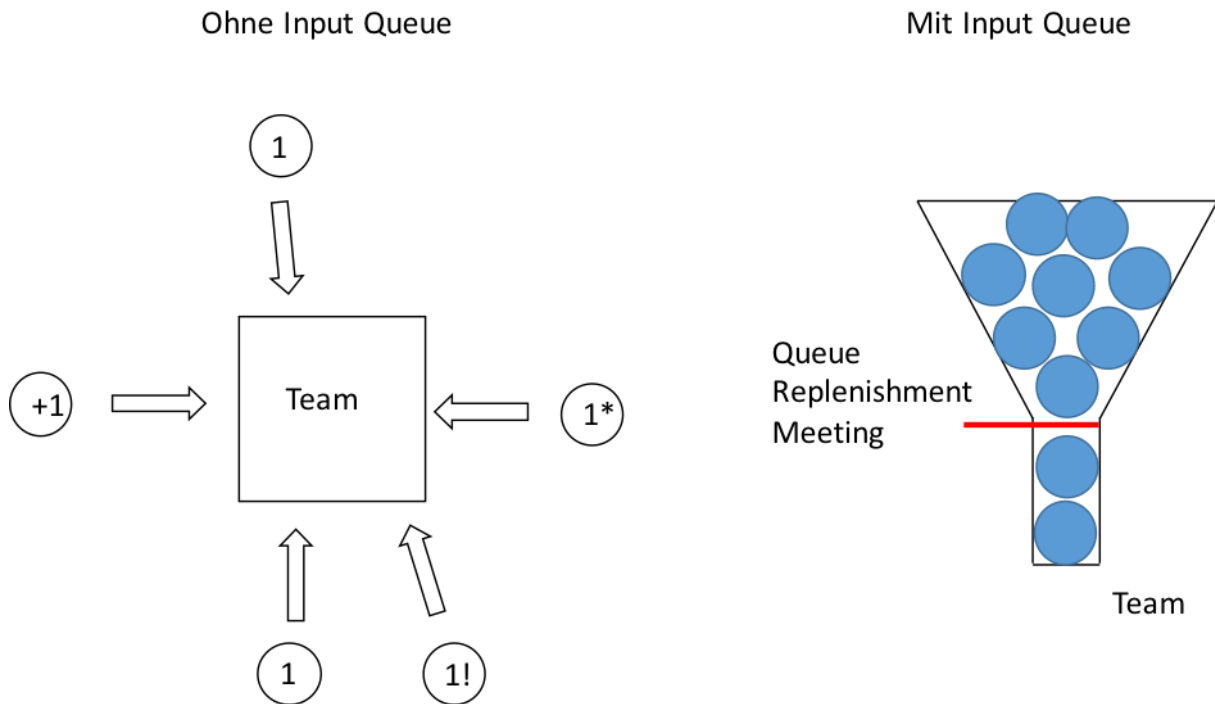 Ohne Input Queue
Mit Input Queue
1
+1
Team
1*
1
1!
Queue
Replenishment
Meeting
Team